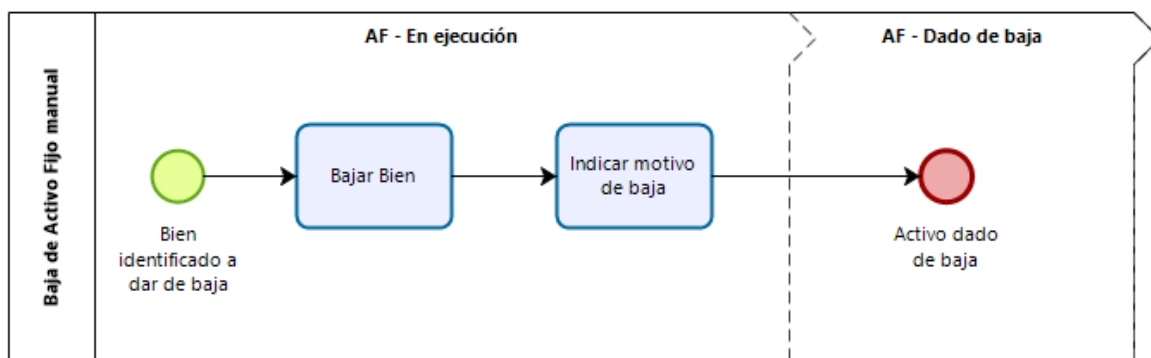 Baja de Activo Fijo manual
AF - En ejecución
AF - Dado de baja
Bien
identificado a
dar de baja
Bajar Bien
Indicar motivo
de baja
Activo dado
de baja